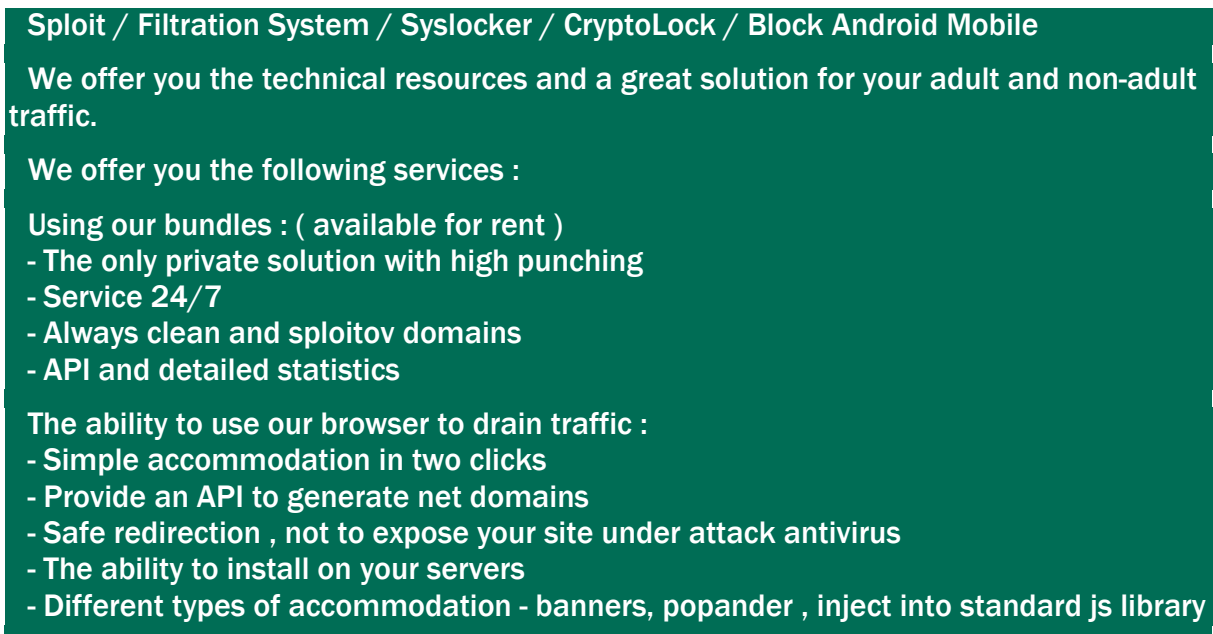 Sploit / Filtration System / Syslocker / CryptoLock / Block Android Mobile
We offer you the technical resources and a great solution for your adult and non-adult
traffic.
We offer you the following services :
Using our bundles : ( available for rent )
- The only private solution with high punching
- Service 24/7
- Always clean and sploitov domains
- API and detailed statistics
The ability to use our browser to drain traffic :
- Simple accommodation in two clicks
- Provide an API to generate net domains
- Safe redirection , not to expose your site under attack antivirus
- The ability to install on your servers
- Different types of accommodation - banners, popander , inject into standard js library